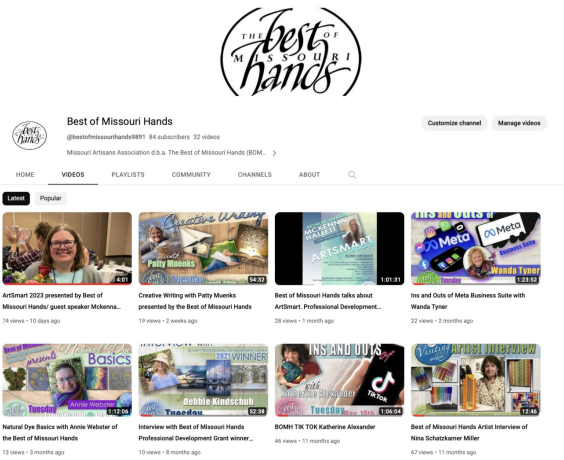 THE best OF
MISSOURI
hands
Best of Missouri Hands
@bestofmissourihands9891 84 subscribers 32 videos
Missouri Artisans Association d.b.a. The Best of Missouri Hands (BOM...
Customize channel
Manage videos
HOME VIDEOS PLAYLISTS COMMUNITY CHANNELS ABOUT
Latest Popular
4:01
Creative Writing
with
Patty Muenks
Tuesday
54:32
MCKENNA
HALLETT
ARTSMART
1:01:31
Ins and Outs of
Meta
Meta
Business Suite
Wanda Tyner
Tuesday
1:23:52
ArtSmart 2023 presented by Best of
Missouri Hands/ guest speaker Mckenna...
74 views • 10 days ago
Creative Writing with Patty Muenks
presented by the Best of Missouri Hands
19 views • 2 weeks ago
Best of Missouri Hands talks about
ArtSmart. Professional Development...
28 views • 1 month ago
Ins and Outs of Meta Business Suite with
Wanda Tyner
22 views • 2 months ago
presents
Basics
Annie Webster
Tuesday
1:12:06
Interview with
2021 WINNER
Debbie Kindschuh
Tuesday
52:38
INS AND OUTS of
with
Katherine Alexander
TikTok
Tuesday
1:06:04
Visiting Artist Interview
12:46
Natural Dye Basics with Annie Webster of
the Best of Missouri Hands
13 views • 3 months ago
Interview with Best of Missouri Hands
Professional Development Grant winner...
10 views • 8 months ago
BOMH TIK TOK Katherine Alexander
46 views • 11 months ago
Best of Missouri Hands Artist Interview of
Nina Schatzkamer Miller
67 views • 11 months ago